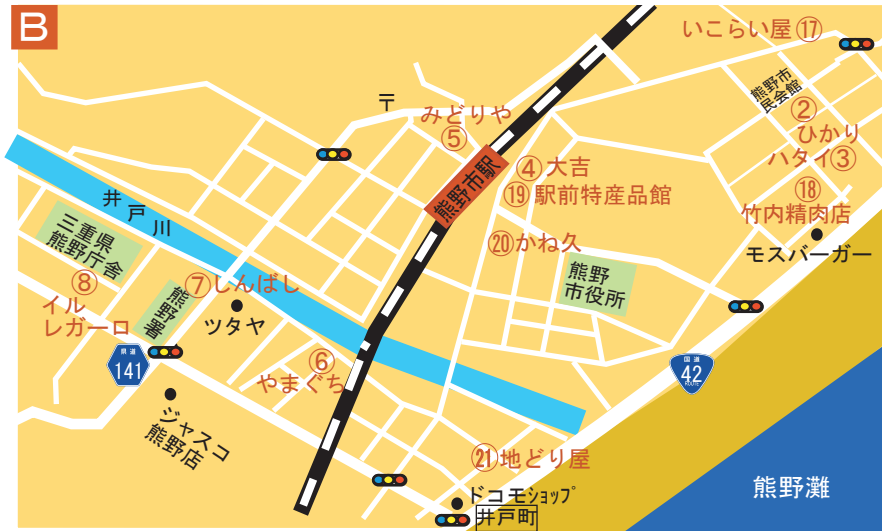 B
いこらい屋⑰
熊野市
民会館
〒
みどりや
⑤
②
ひかり
ハタイ③
④大吉
熊野市駅
⑲駅前特産品館
⑱
竹内精肉店
井戸川
モスバーガー
三重県
熊野庁舎
⑳かね久
熊野
市役所
⑧
イル
レガーロ
熊野署
⑦しんばし
ツタヤ
県道
141
⑥
やまぐち
国道
42
ROUTE
ジャスコ
熊野店
㉑地どり屋
熊野灘
ドコモショップ
井戸町